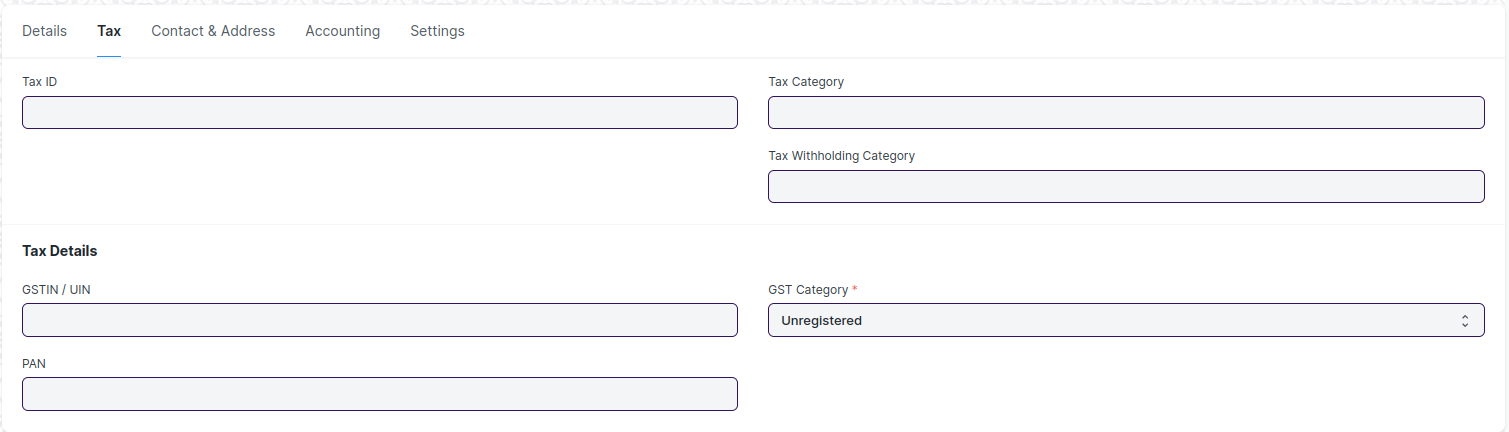 Details Tax Contact & Address Accounting Settings
Tax ID
Tax Category
Tax Withholding Category
Tax Details
GSTIN / UIN
GST Category *
Unregistered
PAN